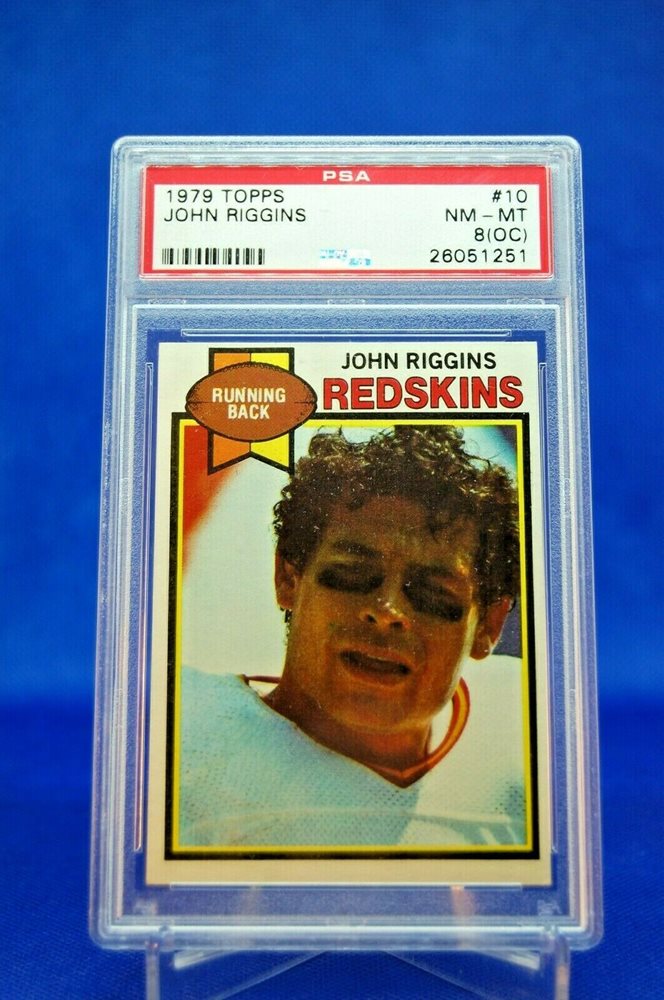 PSA
1979 TOPPS #10
JOHN RIGGINS NM - MT
8(OC)
26051251
JOHN RIGGINS
REDSKINS
RUNNING
BACK